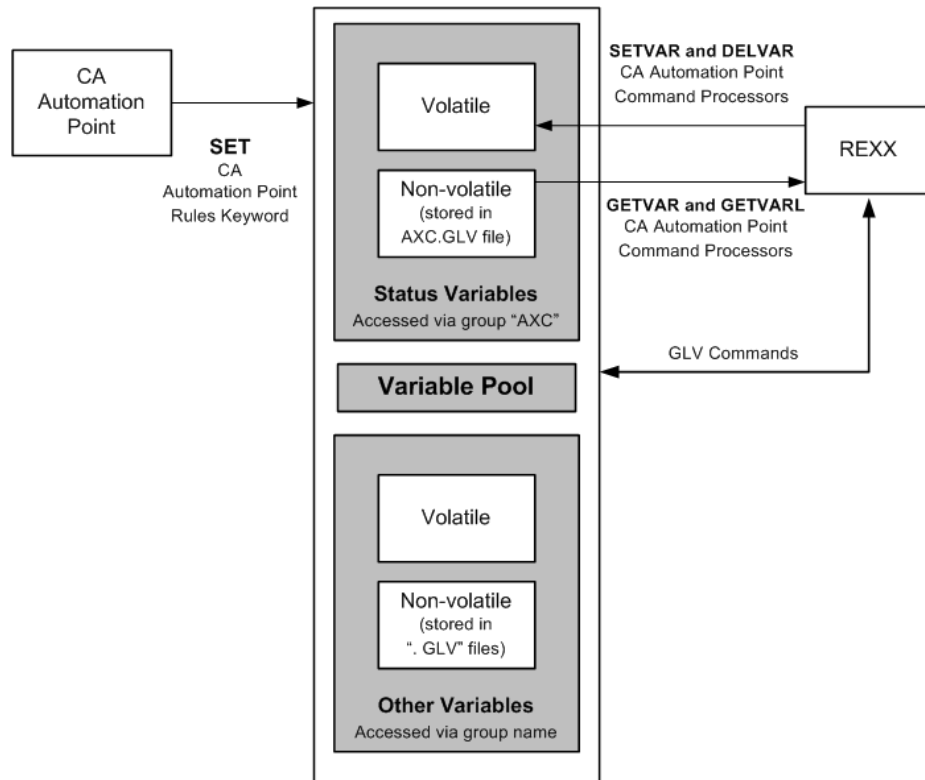 CA
Automation
Point
SET
CA
Automation Point
Rules Keyword
Volatile
Non-volatile
(stored in
AXC.GLV file)
Status Variables
Accessed via group “AXC”
Variable Pool
Volatile
Non-volatile
(stored in
“. GLV” files)
Other Variables
Accessed via group name
SETVAR and DELVAR
CA Automation Point
Command Processors
REXX
GETVAR and GETVARL
CA Automation Point
Command Processors
GLV Commands